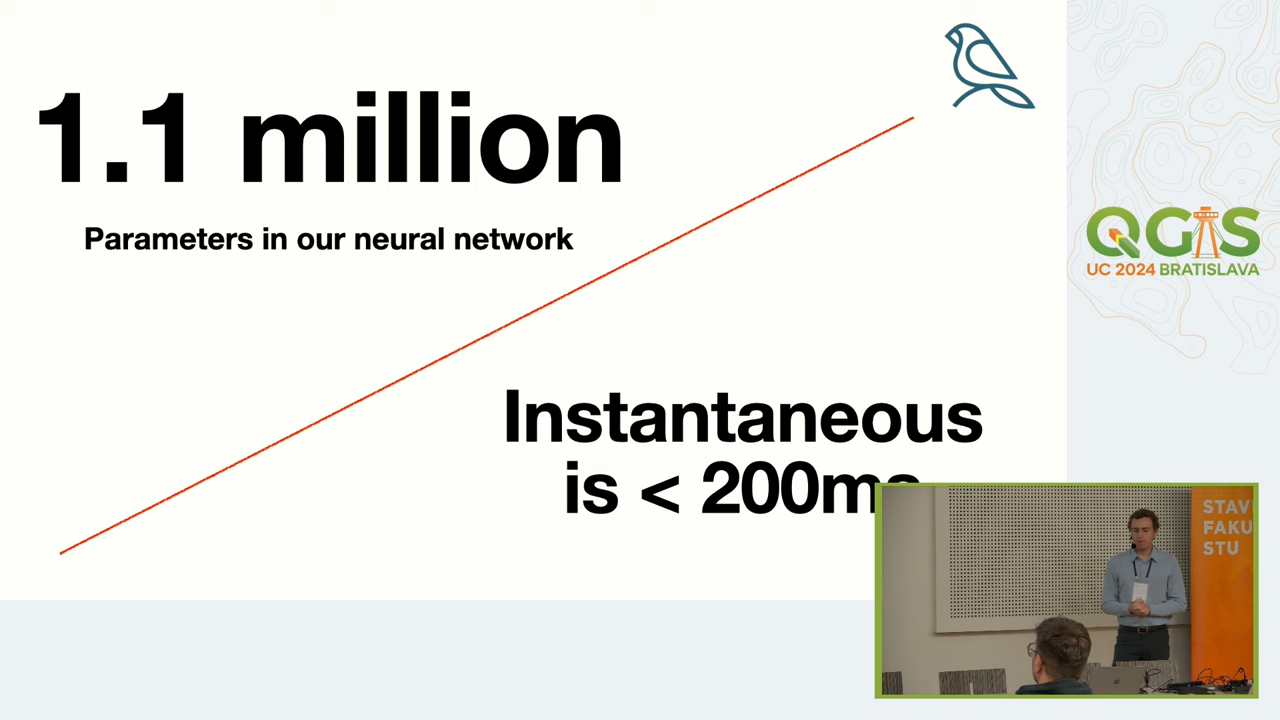 1.1 million
Parameters in our neural network
Instantaneous
is < 200ms
QGIS
UC 2024 BRATISLAVA
STAV
FAKU
STU